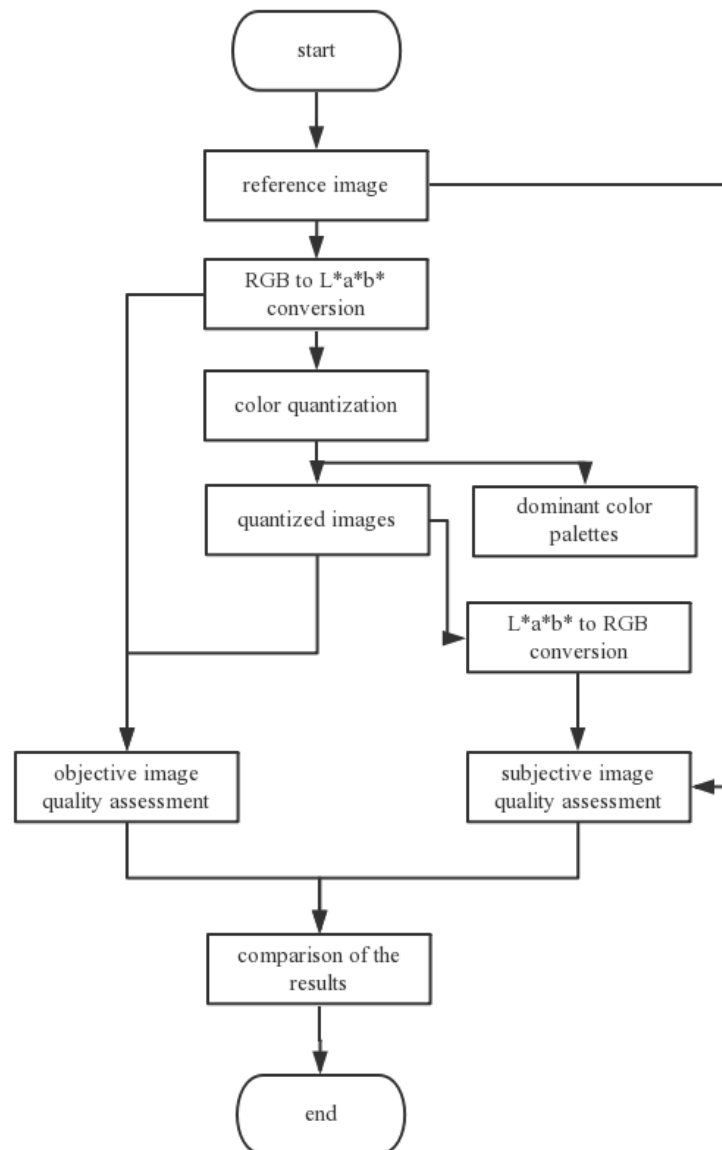 start
reference image
RGB to L*a*b*
conversion
color quantization
quantized images
dominant color
palettes
L*a*b* to RGB
conversion
objective image
quality assessment
subjective image
quality assessment
comparison of the
results
end